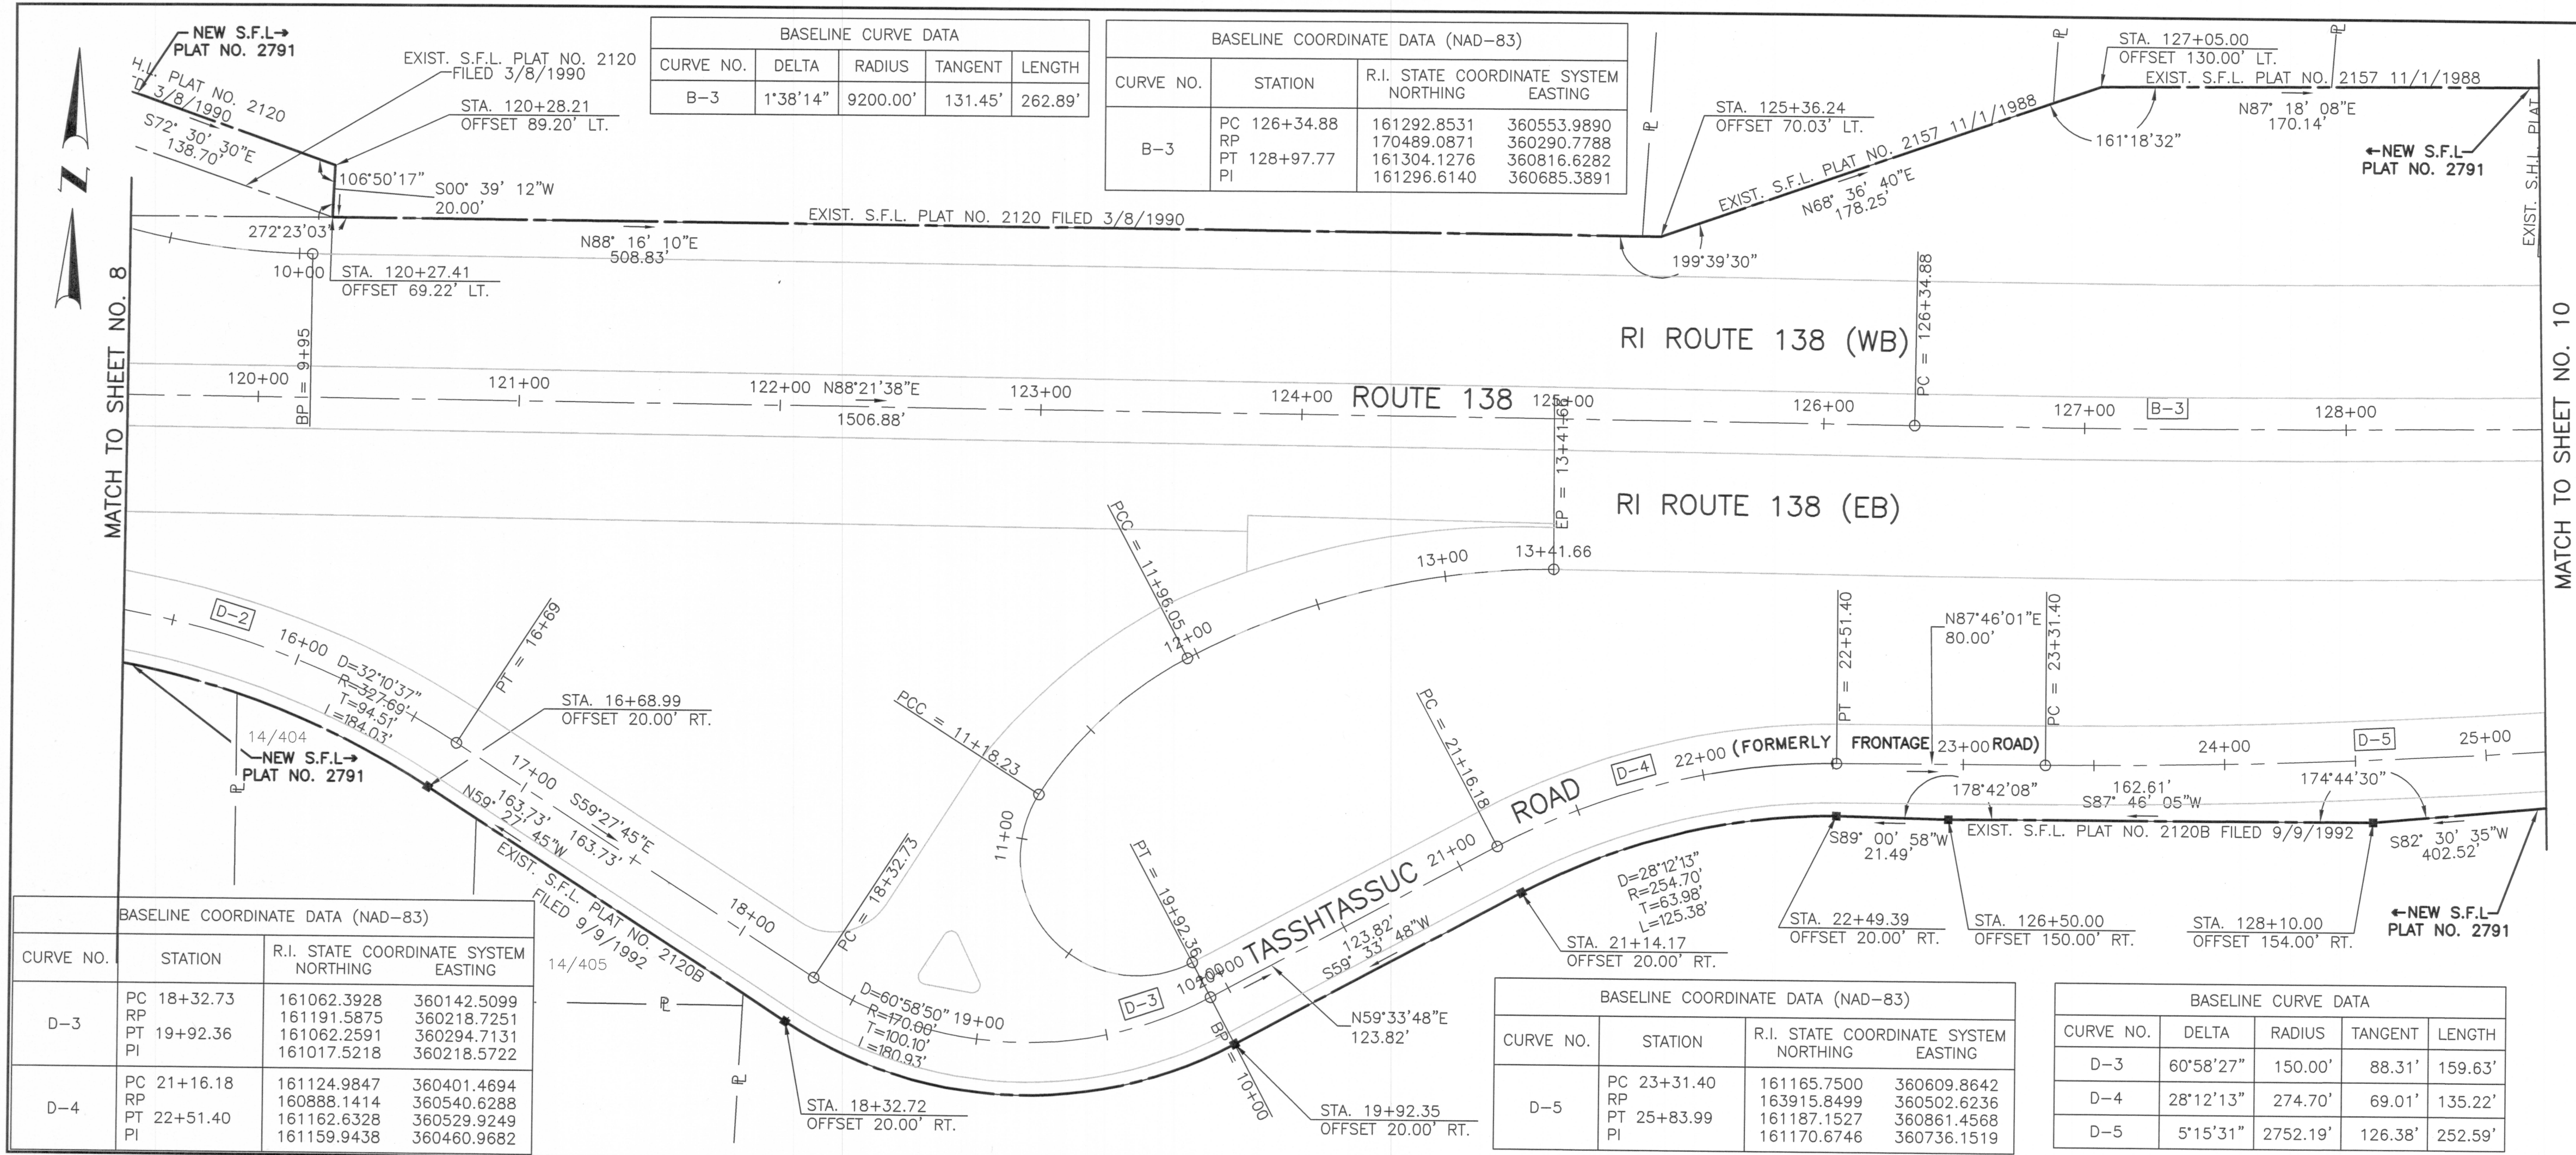 NEW S.F.L→
PLAT NO. 2791
EXIST. S.F.L. PLAT NO. 2120
FILED 3/8/1990
H.L. PLAT NO. 2120
D 3/8/1990
S72° 30' 30"E
138.70'
STA. 120+28.21
OFFSET 89.20' LT.
106°50'17"
S00° 39' 12"W
20.00'
272°23'03"
10+00
STA. 120+27.41
OFFSET 69.22' LT.
BP = 9+95
MATCH TO SHEET NO. 8
BASELINE CURVE DATA
CURVE NO. DELTA RADIUS TANGENT LENGTH
B-3 1°38'14" 9200.00' 131.45' 262.89'
BASELINE COORDINATE DATA (NAD-83)
CURVE NO. STATION R.I. STATE COORDINATE SYSTEM
NORTHING EASTING
B-3
PC 126+34.88 161292.8531 360553.9890
RP 170489.0871 360290.7788
PT 128+97.77 161304.1276 360816.6282
PI 161296.6140 360685.3891
EXIST. S.F.L. PLAT NO. 2120 FILED 3/8/1990
N88° 16' 10"E
508.83'
PL
STA. 125+36.24
OFFSET 70.03' LT.
EXIST. S.F.L. PLAT NO. 2157 11/1/1988
N68° 36' 40"E
178.25'
199°39'30"
PL
STA. 127+05.00
OFFSET 130.00' LT.
PL
EXIST. S.F.L. PLAT NO. 2157 11/1/1988
N87° 18' 08"E
170.14'
161°18'32"
←NEW S.F.L
PLAT NO. 2791
EXIST. S.H.L. PLAT
MATCH TO SHEET NO. 10
RI ROUTE 138 (WB)
PC = 126+34.88
120+00 121+00 122+00 N88°21'38"E 123+00 124+00 ROUTE 138 125+00 126+00 127+00 B-3 128+00
1506.88'
EP = 13+41.66
RI ROUTE 138 (EB)
PCC = 11+96.05
12+00
13+00
13+41.66
PCC = 11+18.23
11+00
D-2
16+00
D=32°10'37"
R=327.69'
T=94.51'
L=184.03'
PT = 16+69
STA. 16+68.99
OFFSET 20.00' RT.
14/404
NEW S.F.L→
PLAT NO. 2791
PL
17+00
S59°27'45"E
163.73'
N59° 27' 45"W
163.73'
EXIST. S.F.L. PLAT NO. 2120B
FILED 9/9/1992
18+00
PC = 18+32.73
14/405
PL
PL
D=60°58'50"
R=170.00'
T=100.10'
L=180.93'
19+00
STA. 18+32.72
OFFSET 20.00' RT.
D-3
PT = 19+92.36
10+00
20+00
BP = 10+00
STA. 19+92.35
OFFSET 20.00' RT.
N59°33'48"E
123.82'
TASSHTASSUC ROAD
21+00
123.82'
S59° 33' 48"W
PC = 21+16.18
D=28°12'13"
R=254.70'
T=63.98'
L=125.38'
STA. 21+14.17
OFFSET 20.00' RT.
D-4
22+00
(FORMERLY FRONTAGE ROAD)
23+00
PT = 22+51.40
N87°46'01"E
80.00'
PC = 23+31.40
24+00
D-5
25+00
178°42'08"
162.61'
S87° 46' 05"W
174°44'30"
S89° 00' 58"W
21.49'
EXIST. S.F.L. PLAT NO. 2120B FILED 9/9/1992
S82° 30' 35"W
402.52'
STA. 22+49.39
OFFSET 20.00' RT.
STA. 126+50.00
OFFSET 150.00' RT.
STA. 128+10.00
OFFSET 154.00' RT.
←NEW S.F.L
PLAT NO. 2791
BASELINE COORDINATE DATA (NAD-83)
CURVE NO. STATION R.I. STATE COORDINATE SYSTEM
NORTHING EASTING
D-3
PC 18+32.73 161062.3928 360142.5099
RP 161191.5875 360218.7251
PT 19+92.36 161062.2591 360294.7131
PI 161017.5218 360218.5722
D-4
PC 21+16.18 161124.9847 360401.4694
RP 160888.1414 360540.6288
PT 22+51.40 161162.6328 360529.9249
PI 161159.9438 360460.9682
BASELINE COORDINATE DATA (NAD-83)
CURVE NO. STATION R.I. STATE COORDINATE SYSTEM
NORTHING EASTING
D-5
PC 23+31.40 161165.7500 360609.8642
RP 163915.8499 360502.6236
PT 25+83.99 161187.1527 360861.4568
PI 161170.6746 360736.1519
BASELINE CURVE DATA
CURVE NO. DELTA RADIUS TANGENT LENGTH
D-3 60°58'27" 150.00' 88.31' 159.63'
D-4 28°12'13" 274.70' 69.01' 135.22'
D-5 5°15'31" 2752.19' 126.38' 252.59'